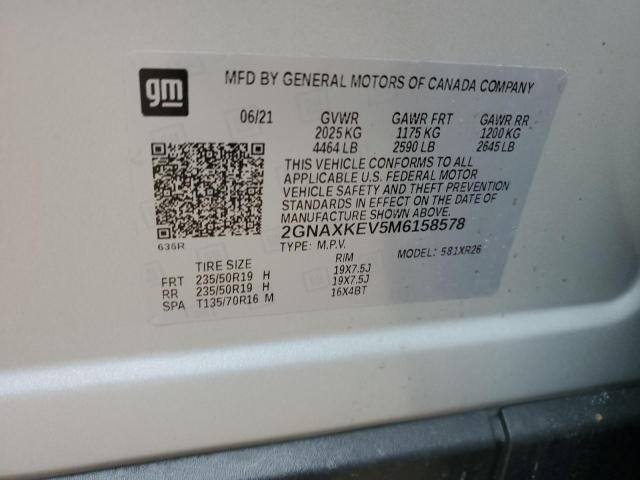 gm
MFD BY GENERAL MOTORS OF CANADA COMPANY
06/21 GVWR GAWR FRT GAWR RR
2025 KG 1175 KG 1200 KG
4464 LB 2590 LB 2645 LB
THIS VEHICLE CONFORMS TO ALL
APPLICABLE U.S. FEDERAL MOTOR
VEHICLE SAFETY AND THEFT PREVENTION
STANDARDS IN EFFECT ON THE DATE OF
MANUFACTURE SHOWN ABOVE.
2GNAXKEV5M6158578
636R
TYPE: M.P.V. MODEL: 581XR26
TIRE SIZE RIM
FRT 235/50R19 H 19X7.5J
RR 235/50R19 H 19X7.5J
SPA T135/70R16 M 16X4BT